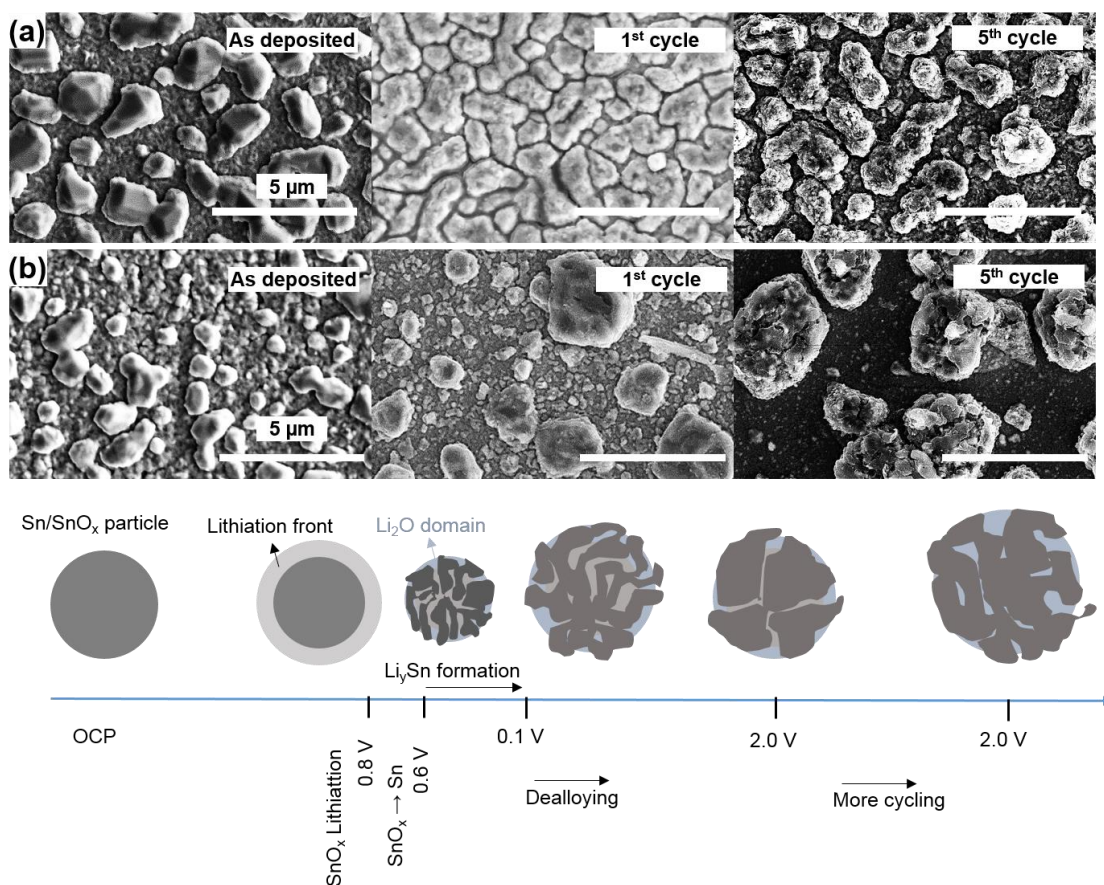 (a)
As deposited
1st cycle
5th cycle
5 µm
(b)
As deposited
1st cycle
5th cycle
5 µm
Sn/SnOx particle
Lithiation front
Li2O domain
LiySn formation
OCP
0.8 V
0.6 V
0.1 V
2.0 V
2.0 V
SnOx Lithiattion
SnOx → Sn
Dealloying
More cycling